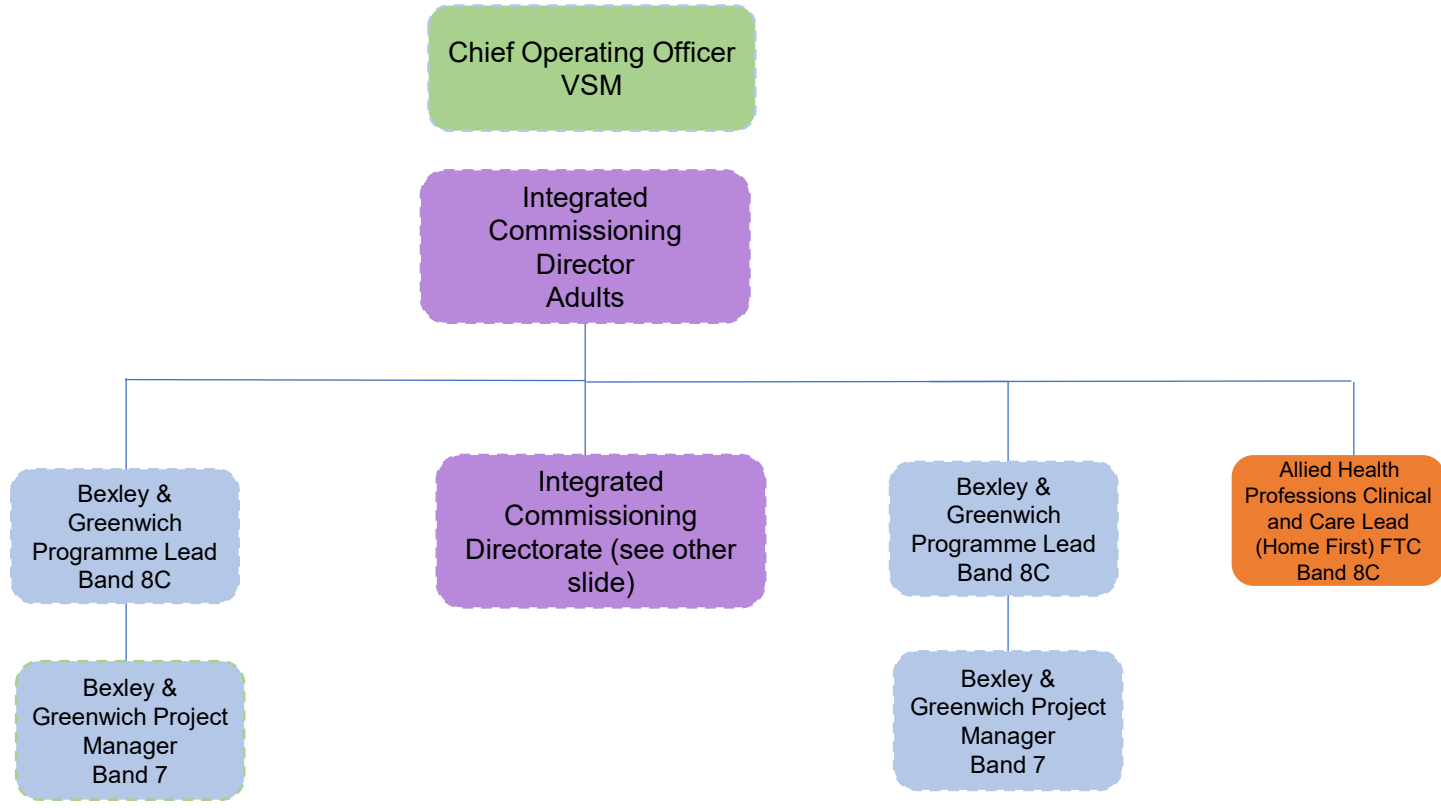 Chief Operating Officer
VSM
Integrated
Commissioning
Director
Adults
Bexley &
Greenwich
Programme Lead
Band 8C
Integrated
Commissioning
Directorate (see other
slide)
Bexley &
Greenwich
Programme Lead
Band 8C
Allied Health
Professions Clinical
and Care Lead
(Home First) FTC
Band 8C
Bexley &
Greenwich Project
Manager
Band 7
Bexley &
Greenwich Project
Manager
Band 7